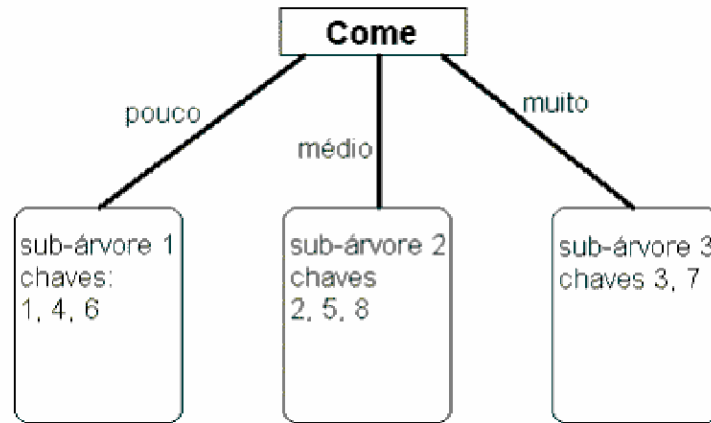 Come
pouco
médio
muito
sub-árvore 1
chaves:
1, 4, 6
sub-árvore 2
chaves
2, 5, 8
sub-árvore 3
chaves 3, 7